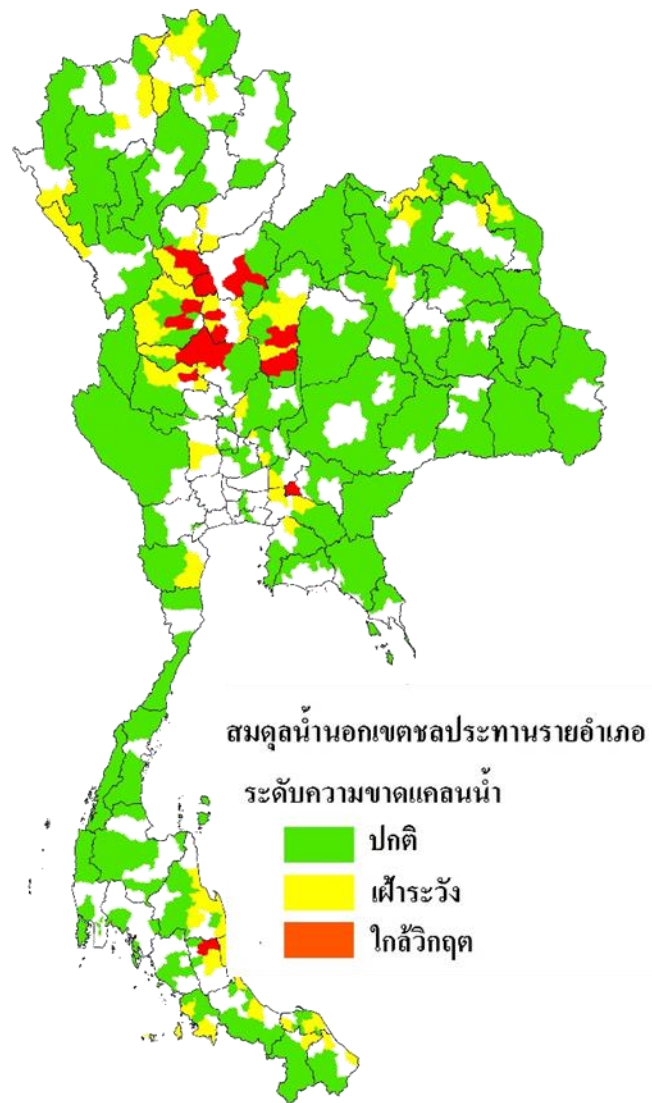 สมดุลน้ำนอกเขตชลประทานรายอำเภอ
ระดับความขาดแคลนน้ำ
ปกติ
เฝ้าระวัง
ใกล้วิกฤต